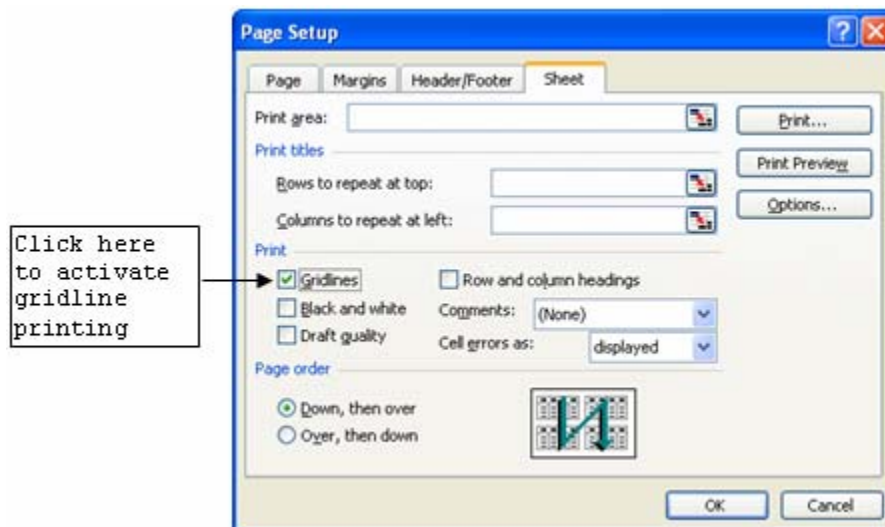 Page Setup
Page Margins Header/Footer Sheet
Print area:
Print...
Print titles
Print Preview
Rows to repeat at top:
Options...
Columns to repeat at left:
Click here
to activate
gridline
printing
Print
Gridlines
Row and column headings
Black and white
Comments: (None)
Draft quality
Cell errors as: displayed
Page order
Down, then over
Over, then down
OK Cancel